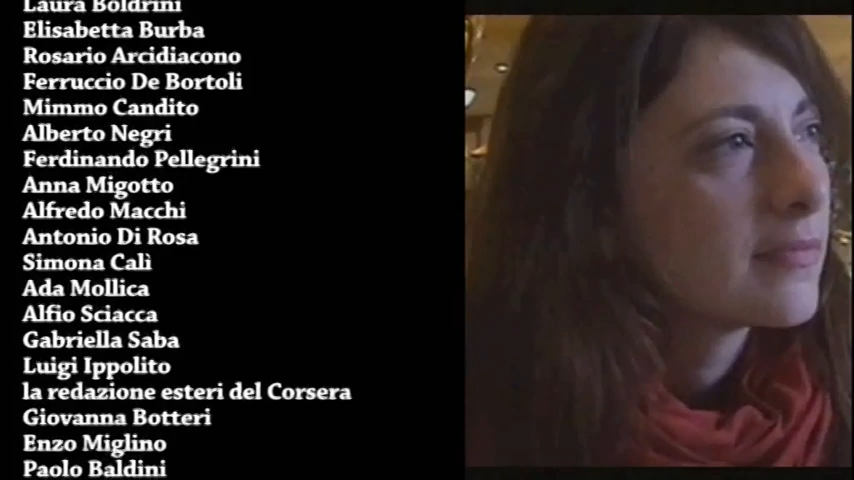 Laura Boldrini
Elisabetta Burba
Rosario Arcidiacono
Ferruccio De Bortoli
Mimmo Candito
Alberto Negri
Ferdinando Pellegrini
Anna Migotto
Alfredo Macchi
Antonio Di Rosa
Simona Calì
Ada Mollica
Alfio Sciacca
Gabriella Saba
Luigi Ippolito
la redazione esteri del Corsera
Giovanna Botteri
Enzo Miglino
Paolo Baldini